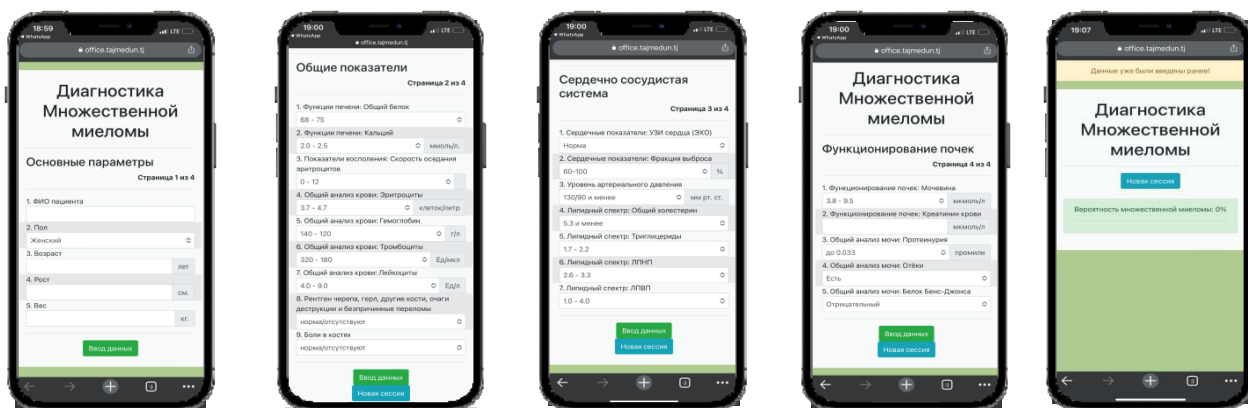 18:59
LTE
WhatsApp
office.tajmedun.tj
Диагностика
Множественной
миеломы
Основные параметры
Страница 1 из 4
1. ФИО пациента
2. Пол
Женский
3. Возраст
лет
4. Рост
см.
5. Вес
кг.
Ввод данных
19:00
LTE
WhatsApp
office.tajmedun.tj
Общие показатели
Страница 2 из 4
1. Функции печени: Общий белок
68 - 75
2. Функции печени: Кальций
2.0 - 2.5 ммоль/л.
3. Показатели восполения: Скорость оседания
эритроцитов
0 - 12
4. Общий анализ крови: Эритроциты
3.7 - 4.7 клеток/литр
5. Общий анализ крови: Гемоглобин
140 - 120 г/л
6. Общий анализ крови: Тромбоциты
320 - 180 Ед/мкл
7. Общий анализ крови: Лейкоциты
4.0 - 9.0 Ед/л
8. Рентген черепа, герл, другие кости, очаги
деструкции и безпричинные переломы
норма/отсутствуют
9. Боли в костях
норма/отсутствуют
Ввод данных
Новая сессия
19:00
LTE
WhatsApp
office.tajmedun.tj
Сердечно сосудистая
система
Страница 3 из 4
1. Сердечные показатели: УЗИ сердца (ЭХО)
Норма
2. Сердечные показатели: Фракция выброса
60-100 %
3. Уровень артериального давления
130/90 и менее мм рт. ст.
4. Липидный спектр: Общий холестерин
5.3 и менее
5. Липидный спектр: Триглицериды
1.7 - 2.2
6. Липидный спектр: ЛПНП
2.6 - 3.3
7. Липидный спектр: ЛПВП
1.0 - 4.0
Ввод данных
Новая сессия
19:00
LTE
WhatsApp
office.tajmedun.tj
Диагностика
Множественной
миеломы
Функционирование почек
Страница 4 из 4
1. Функционирование почек: Мочевина
3.8 - 9.5 мкмоль/л
2. Функционирование почек: Креатинин крови
мкмоль/л
3. Общий анализ мочи: Протеинурия
до 0.033 промили
4. Общий анализ мочи: Отёки
Есть
5. Общий анализ мочи: Белок Бенс-Джонса
Отрицательный
Ввод данных
Новая сессия
19:07
LTE
WhatsApp
office.tajmedun.tj
Данные уже были введены ранее!
Диагностика
Множественной
миеломы
Новая сессия
Вероятность множественной миеломы: 0%